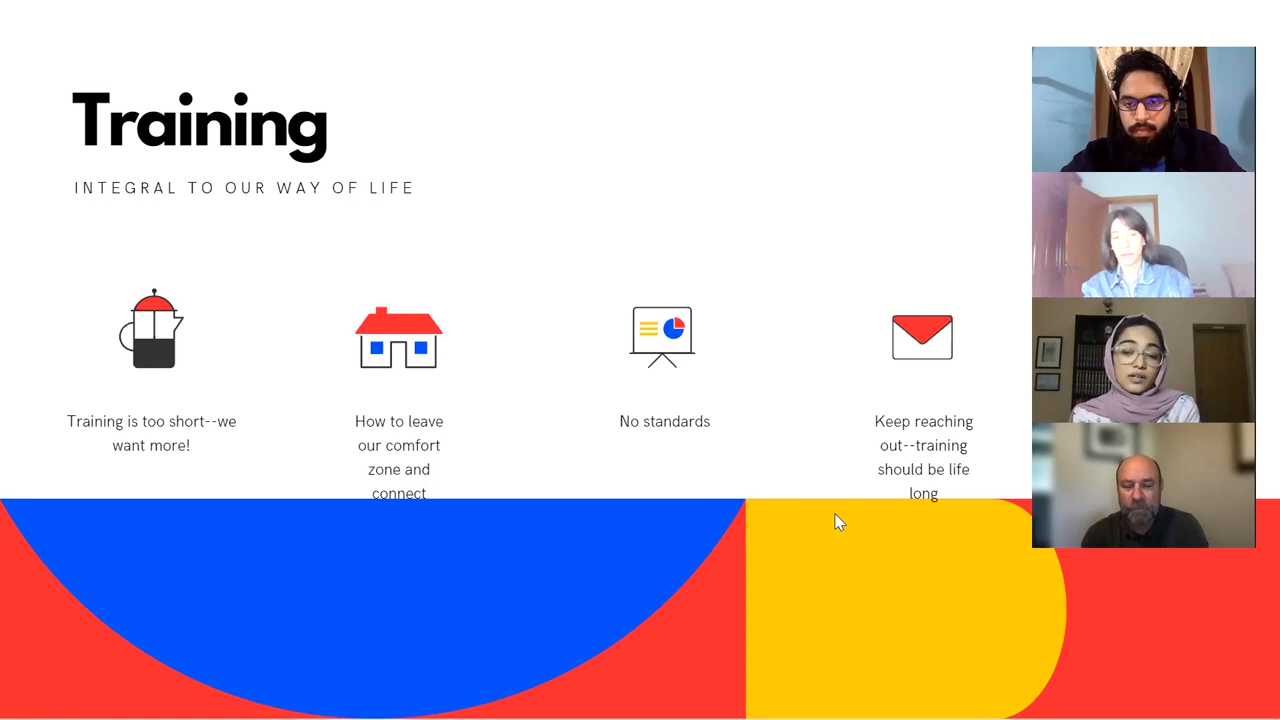 Training
INTEGRAL TO OUR WAY OF LIFE
Training is too short--we
want more!
How to leave
our comfort
zone and
connect
No standards
Keep reaching
out--training
should be life
long